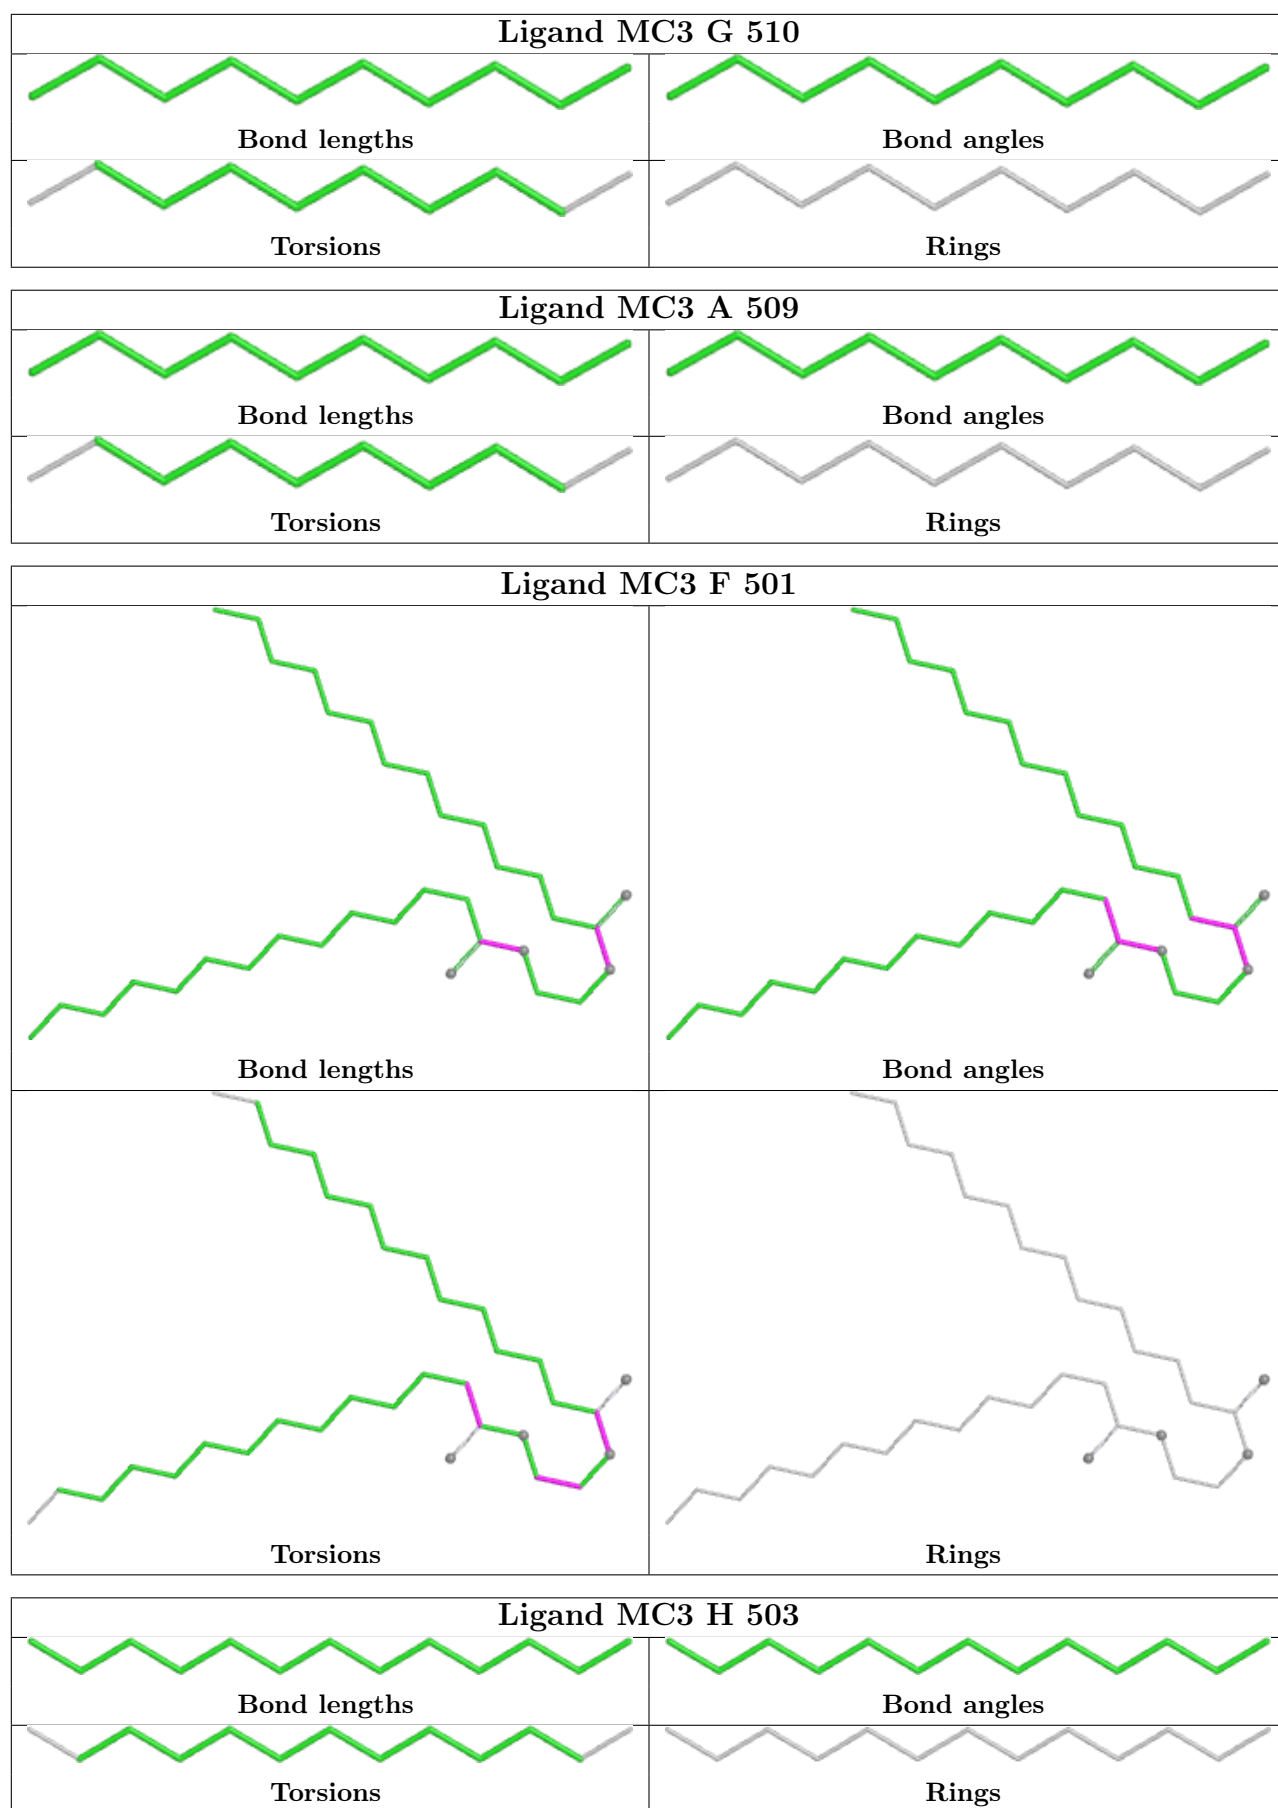 Ligand MC3 G 510
Bond lengths
Bond angles
Torsions
Rings
Ligand MC3 A 509
Bond lengths
Bond angles
Torsions
Rings
Ligand MC3 F 501
Bond lengths
Bond angles
Torsions
Rings
Ligand MC3 H 503
Bond lengths
Bond angles
Torsions
Rings